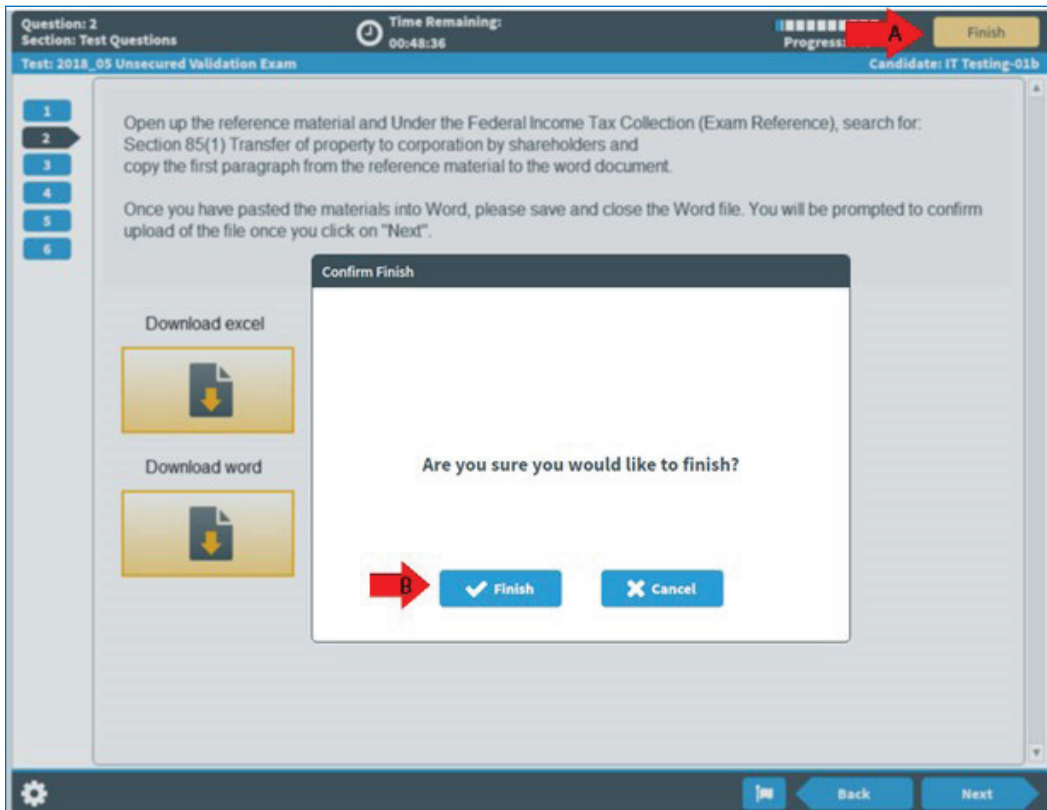 Question: 2
Section: Test Questions
Time Remaining:
00:48:36
Progress:
A
Finish
Test: 2018_05 Unsecured Validation Exam
Candidate: IT Testing-01b
1
2
3
4
5
6
Open up the reference material and Under the Federal Income Tax Collection (Exam Reference), search for:
Section 85(1) Transfer of property to corporation by shareholders and
copy the first paragraph from the reference material to the word document.
Once you have pasted the materials into Word, please save and close the Word file. You will be prompted to confirm
upload of the file once you click on "Next".
Confirm Finish
Download excel
Download word
Are you sure you would like to finish?
B
Finish
Cancel
Back
Next